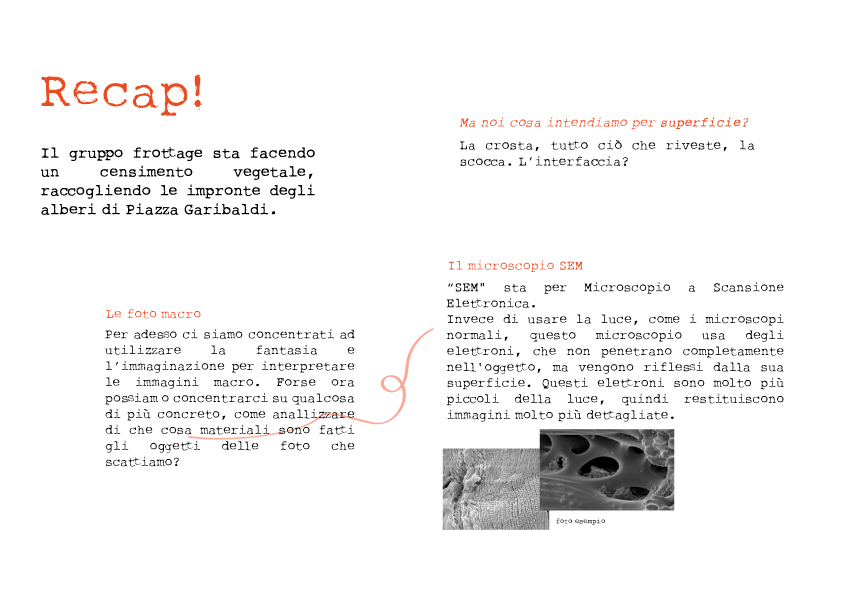 Recap!
Il gruppo frottage sta facendo
un censimento vegetale,
raccogliendo le impronte degli
alberi di Piazza Garibaldi.
Le foto macro
Per adesso ci siamo concentrati ad
utilizzare la fantasia e
l'immaginazione per interpretare
le immagini macro. Forse ora
possiamo concentrarci su qualcosa
di più concreto, come anallizzare
di che cosa materiali sono fatti
gli oggetti delle foto che
scattiamo?
Ma noi cosa intendiamo per superficie?
La crosta, tutto ciò che riveste, la
scocca. L'interfaccia?
Il microscopio SEM
“SEM" sta per Microscopio a Scansione
Elettronica.
Invece di usare la luce, come i microscopi
normali, questo microscopio usa degli
elettroni, che non penetrano completamente
nell'oggetto, ma vengono riflessi dalla sua
superficie. Questi elettroni sono molto più
piccoli della luce, quindi restituiscono
immagini molto più dettagliate.
foto esempio